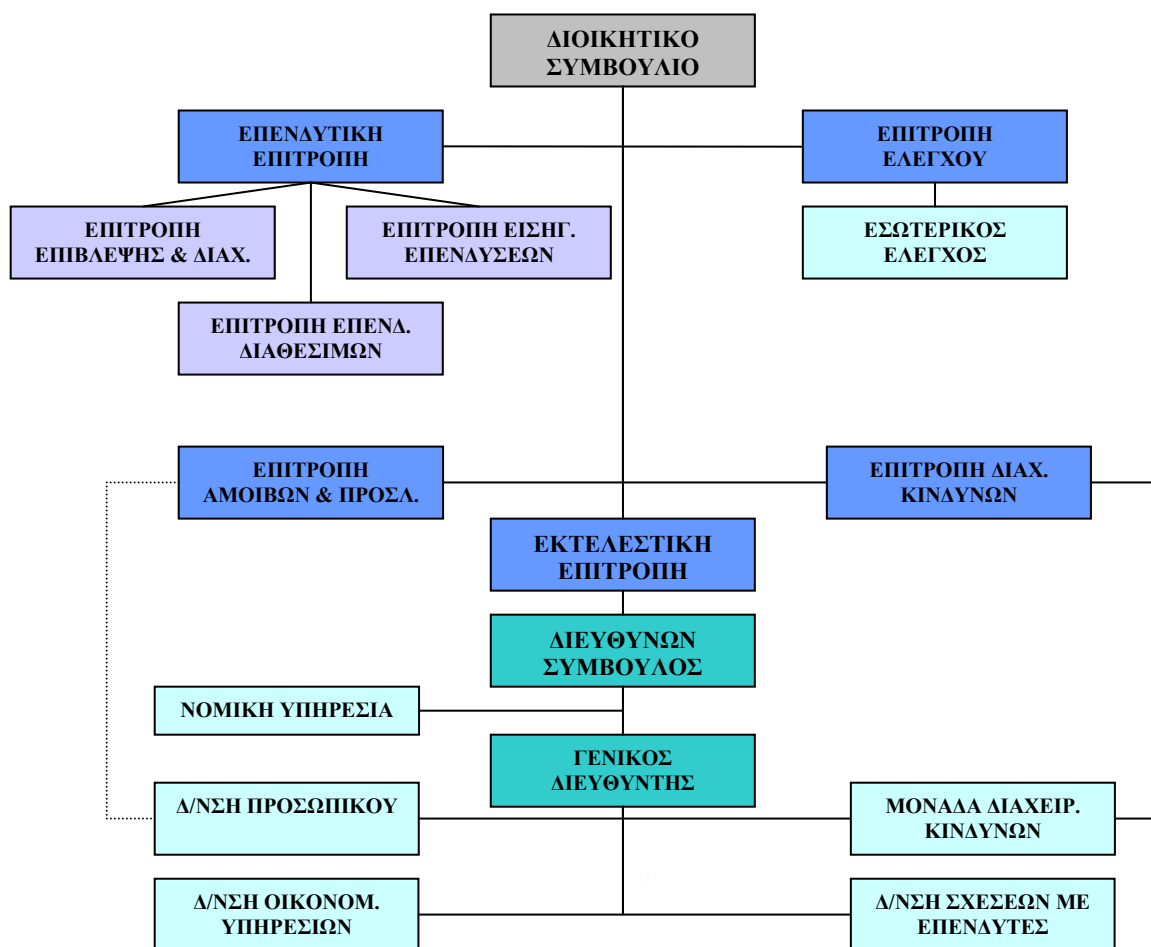 ΔΙΟΙΚΗΤΙΚΟ
ΣΥΜΒΟΥΛΙΟ
ΕΠΕΝΔΥΤΙΚΗ
ΕΠΙΤΡΟΠΗ
ΕΠΙΤΡΟΠΗ
ΕΛΕΓΧΟΥ
ΕΠΙΤΡΟΠΗ
ΕΠΙΒΛΕΨΗΣ & ΔΙΑΧ.
ΕΠΙΤΡΟΠΗ ΕΙΣΗΓ.
ΕΠΕΝΔΥΣΕΩΝ
ΕΣΩΤΕΡΙΚΟΣ
ΕΛΕΓΧΟΣ
ΕΠΙΤΡΟΠΗ ΕΠΕΝΔ.
ΔΙΑΘΕΣΙΜΩΝ
ΕΠΙΤΡΟΠΗ
ΑΜΟΙΒΩΝ & ΠΡΟΣΛ.
ΕΠΙΤΡΟΠΗ ΔΙΑΧ.
ΚΙΝΔΥΝΩΝ
ΕΚΤΕΛΕΣΤΙΚΗ
ΕΠΙΤΡΟΠΗ
ΔΙΕΥΘΥΝΩΝ
ΣΥΜΒΟΥΛΟΣ
ΝΟΜΙΚΗ ΥΠΗΡΕΣΙΑ
ΓΕΝΙΚΟΣ
ΔΙΕΥΘΥΝΤΗΣ
Δ/ΝΣΗ ΠΡΟΣΩΠΙΚΟΥ
ΜΟΝΑΔΑ ΔΙΑΧΕΙΡ.
ΚΙΝΔΥΝΩΝ
Δ/ΝΣΗ ΟΙΚΟΝΟΜ.
ΥΠΗΡΕΣΙΩΝ
Δ/ΝΣΗ ΣΧΕΣΕΩΝ ΜΕ
ΕΠΕΝΔΥΤΕΣ